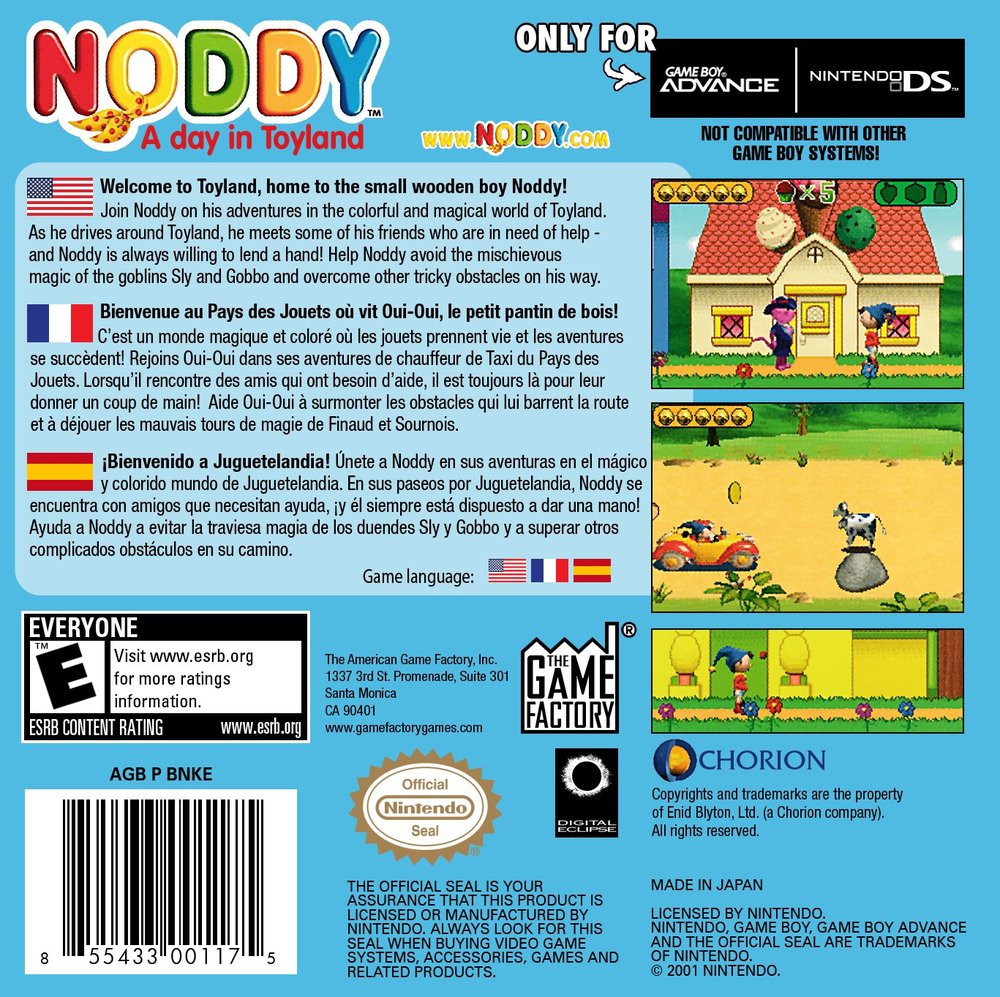 NODDY™
A day in Toyland
www.NODDY.com
ONLY FOR
GAME BOY® ADVANCE
NINTENDO DS™
NOT COMPATIBLE WITH OTHER
GAME BOY SYSTEMS!
x5
Welcome to Toyland, home to the small wooden boy Noddy!
Join Noddy on his adventures in the colorful and magical world of Toyland.
As he drives around Toyland, he meets some of his friends who are in need of help -
and Noddy is always willing to lend a hand! Help Noddy avoid the mischievous
magic of the goblins Sly and Gobbo and overcome other tricky obstacles on his way.
Bienvenue au Pays des Jouets où vit Oui-Oui, le petit pantin de bois!
C'est un monde magique et coloré où les jouets prennent vie et les aventures
se succèdent! Rejoins Oui-Oui dans ses aventures de chauffeur de Taxi du Pays des
Jouets. Lorsqu'il rencontre des amis qui ont besoin d'aide, il est toujours là pour leur
donner un coup de main! Aide Oui-Oui à surmonter les obstacles qui lui barrent la route
et à déjouer les mauvais tours de magie de Finaud et Sournois.
¡Bienvenido a Juguetelandia! Únete a Noddy en sus aventuras en el mágico
y colorido mundo de Juguetelandia. En sus paseos por Juguetelandia, Noddy se
encuentra con amigos que necesitan ayuda, ¡y él siempre está dispuesto a dar una mano!
Ayuda a Noddy a evitar la traviesa magia de los duendes Sly y Gobbo y a superar otros
complicados obstáculos en su camino.
Game language:
EVERYONE
E™
Visit www.esrb.org
for more ratings
information.
ESRB CONTENT RATING www.esrb.org
The American Game Factory, Inc.
1337 3rd St. Promenade, Suite 301
Santa Monica
CA 90401
www.gamefactorygames.com
THE
GAME
FACTORY®
AGB P BNKE
8 55433 00117 5
Official
Nintendo
Seal®
DIGITAL
ECLIPSE
CHORION
Copyrights and trademarks are the property
of Enid Blyton, Ltd. (a Chorion company).
All rights reserved.
THE OFFICIAL SEAL IS YOUR
ASSURANCE THAT THIS PRODUCT IS
LICENSED OR MANUFACTURED BY
NINTENDO. ALWAYS LOOK FOR THIS
SEAL WHEN BUYING VIDEO GAME
SYSTEMS, ACCESSORIES, GAMES AND
RELATED PRODUCTS.
MADE IN JAPAN
LICENSED BY NINTENDO.
NINTENDO, GAME BOY, GAME BOY ADVANCE
AND THE OFFICIAL SEAL ARE TRADEMARKS
OF NINTENDO.
© 2001 NINTENDO.